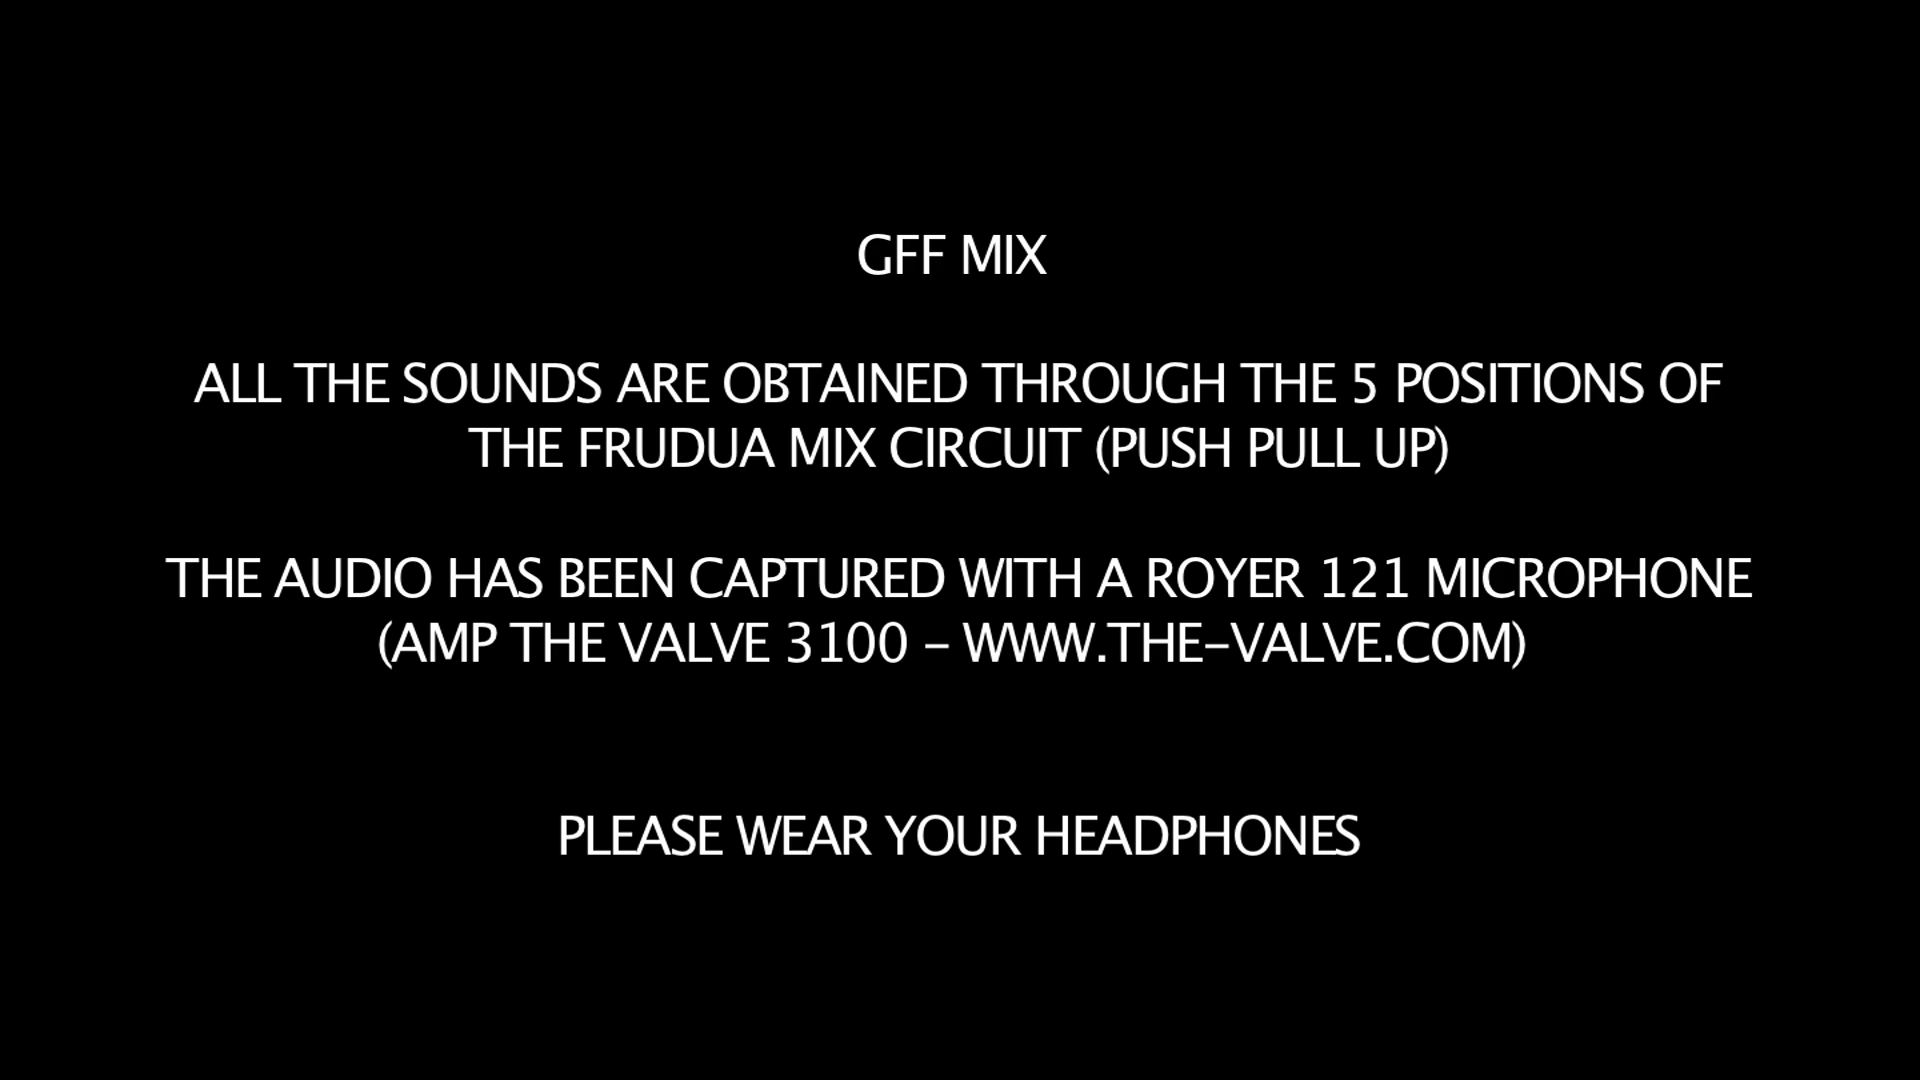 GFF MIX
ALL THE SOUNDS ARE OBTAINED THROUGH THE 5 POSITIONS OF
THE FRUDUA MIX CIRCUIT (PUSH PULL UP)
THE AUDIO HAS BEEN CAPTURED WITH A ROYER 121 MICROPHONE
(AMP THE VALVE 3100 – WWW.THE–VALVE.COM)
PLEASE WEAR YOUR HEADPHONES